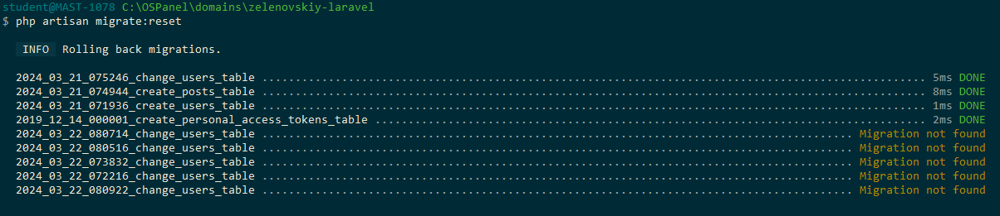 student@MAST-1078 C:\OSPanel\domains\zelenovskiy-laravel
$ php artisan migrate:reset
INFO Rolling back migrations.
2024_03_21_075246_change_users_table .................................................................................................... 5ms DONE
2024_03_21_074944_create_posts_table .................................................................................................... 8ms DONE
2024_03_21_071936_create_users_table .................................................................................................... 1ms DONE
2019_12_14_000001_create_personal_access_tokens_table ................................................................................... 2ms DONE
2024_03_22_080714_change_users_table ......................................................................................... Migration not found
2024_03_22_080516_change_users_table ......................................................................................... Migration not found
2024_03_22_073832_change_users_table ......................................................................................... Migration not found
2024_03_22_072216_change_users_table ......................................................................................... Migration not found
2024_03_22_080922_change_users_table ......................................................................................... Migration not found